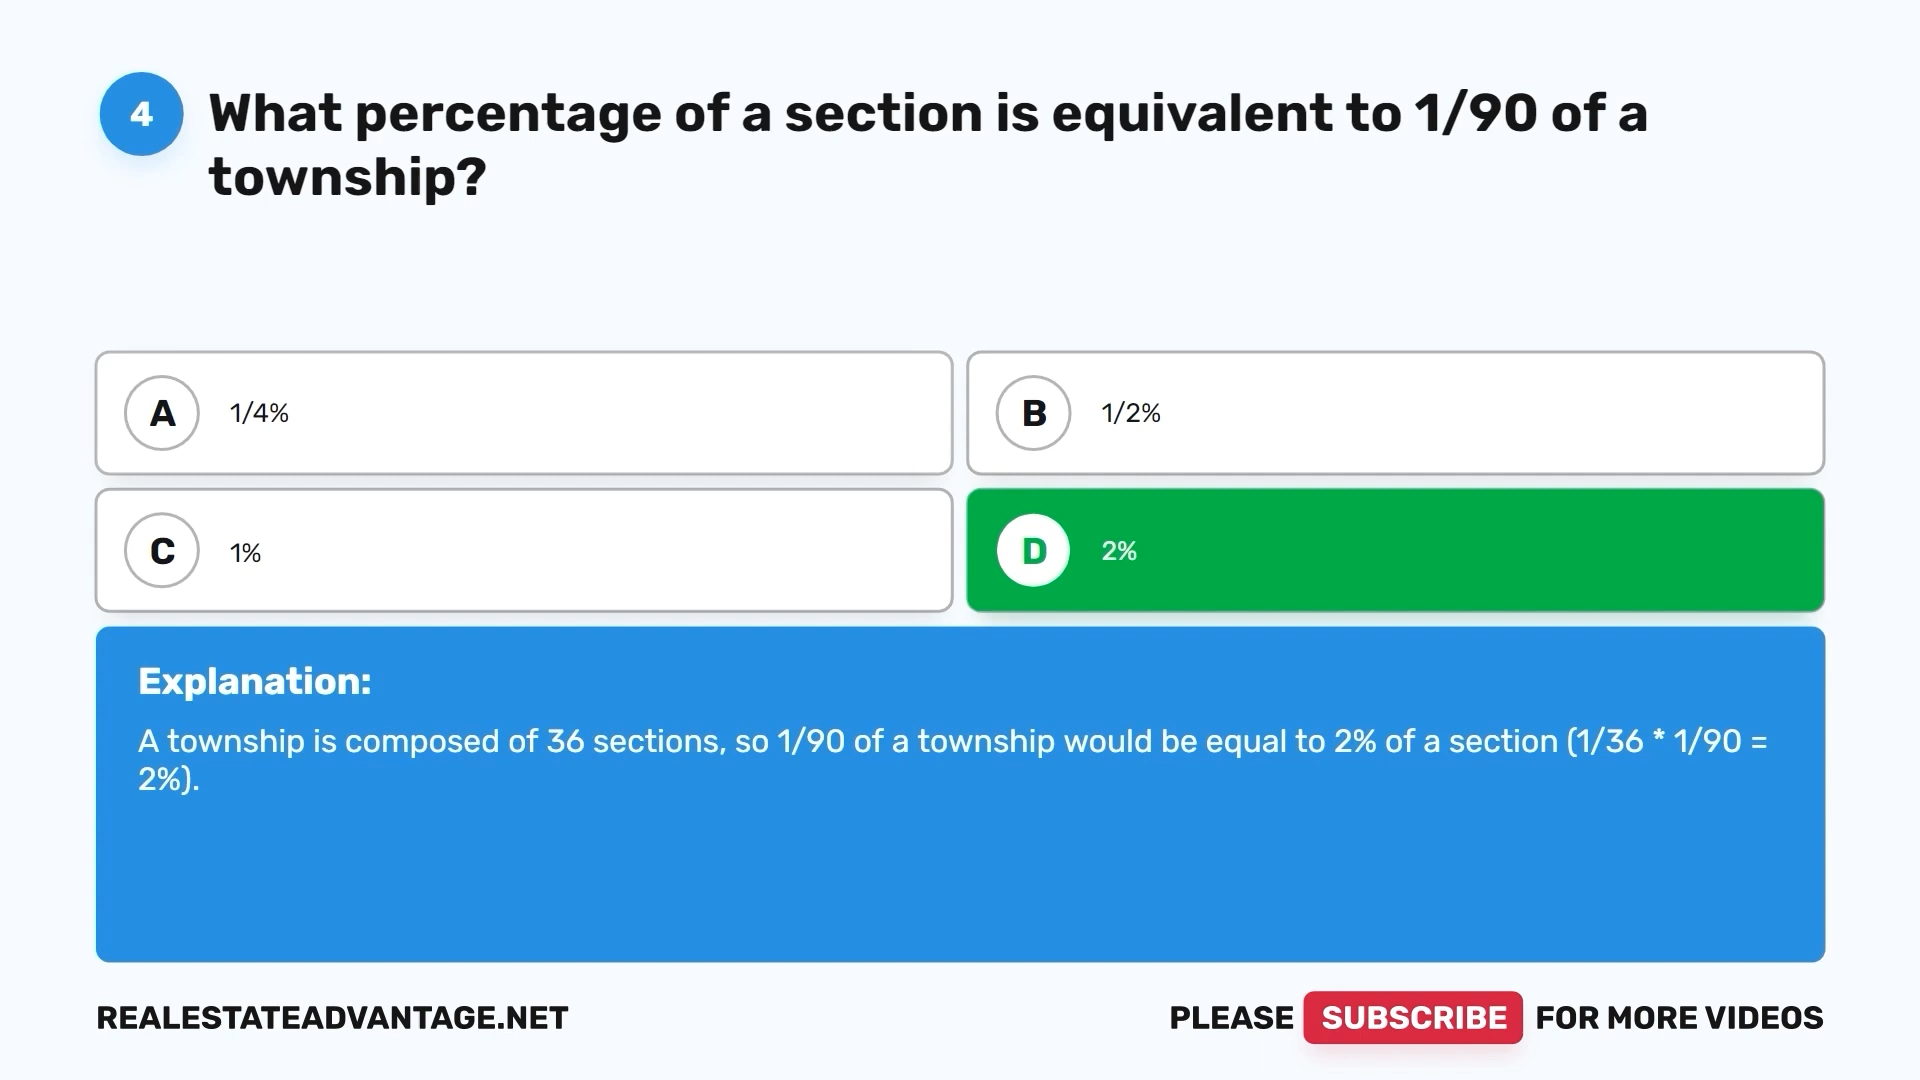 4
What percentage of a section is equivalent to 1/90 of a
township?
A 1/4%
B 1/2%
C 1%
D 2%
Explanation:
A township is composed of 36 sections, so 1/90 of a township would be equal to 2% of a section (1/36 * 1/90 =
2%).
REALESTATEADVANTAGE.NET
PLEASE SUBSCRIBE FOR MORE VIDEOS